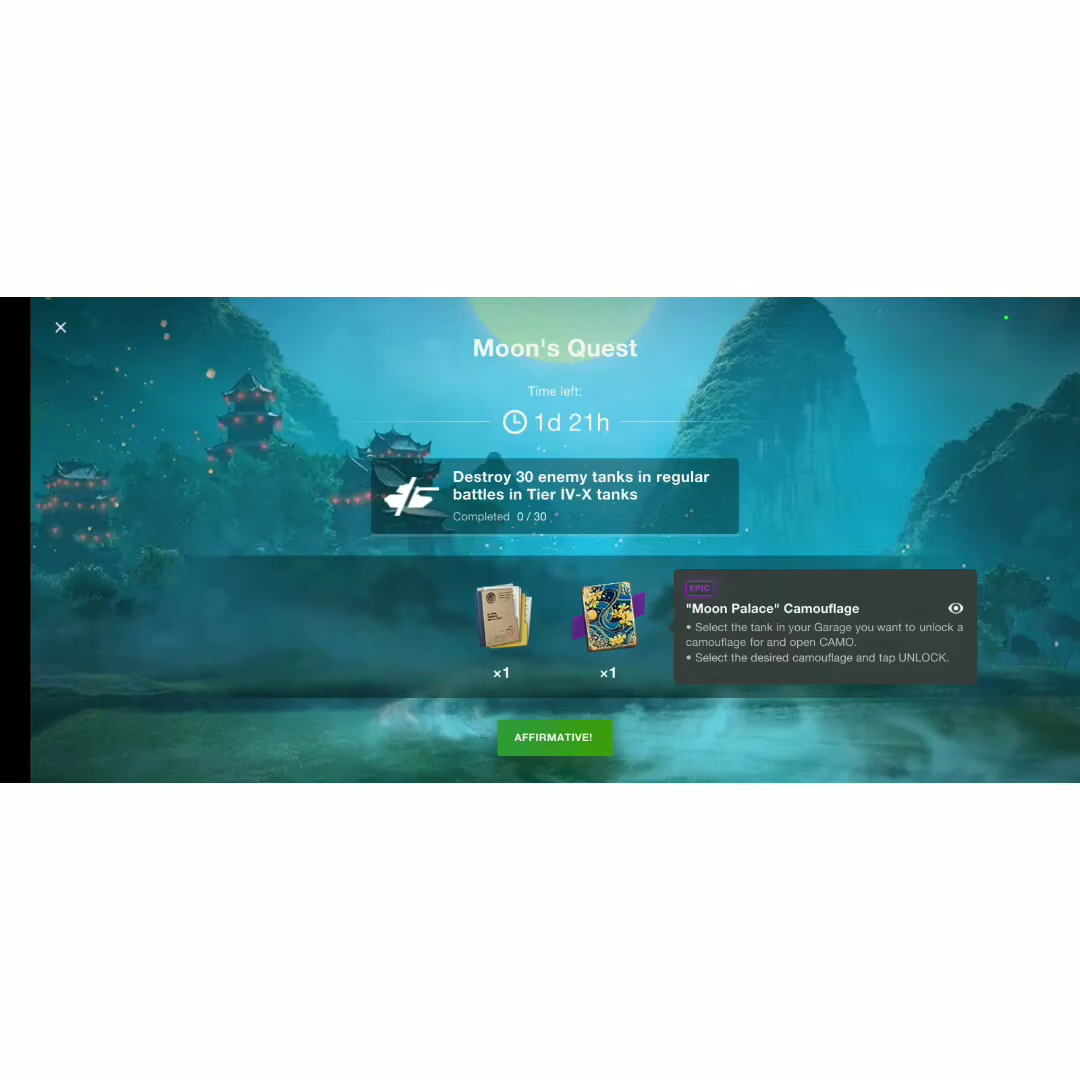 Moon's Quest
Time left:
1d 21h
Destroy 30 enemy tanks in regular
battles in Tier IV-X tanks
Completed 0 / 30
EPIC
"Moon Palace" Camouflage
• Select the tank in your Garage you want to unlock a
camouflage for and open CAMO.
• Select the desired camouflage and tap UNLOCK.
×1
×1
AFFIRMATIVE!